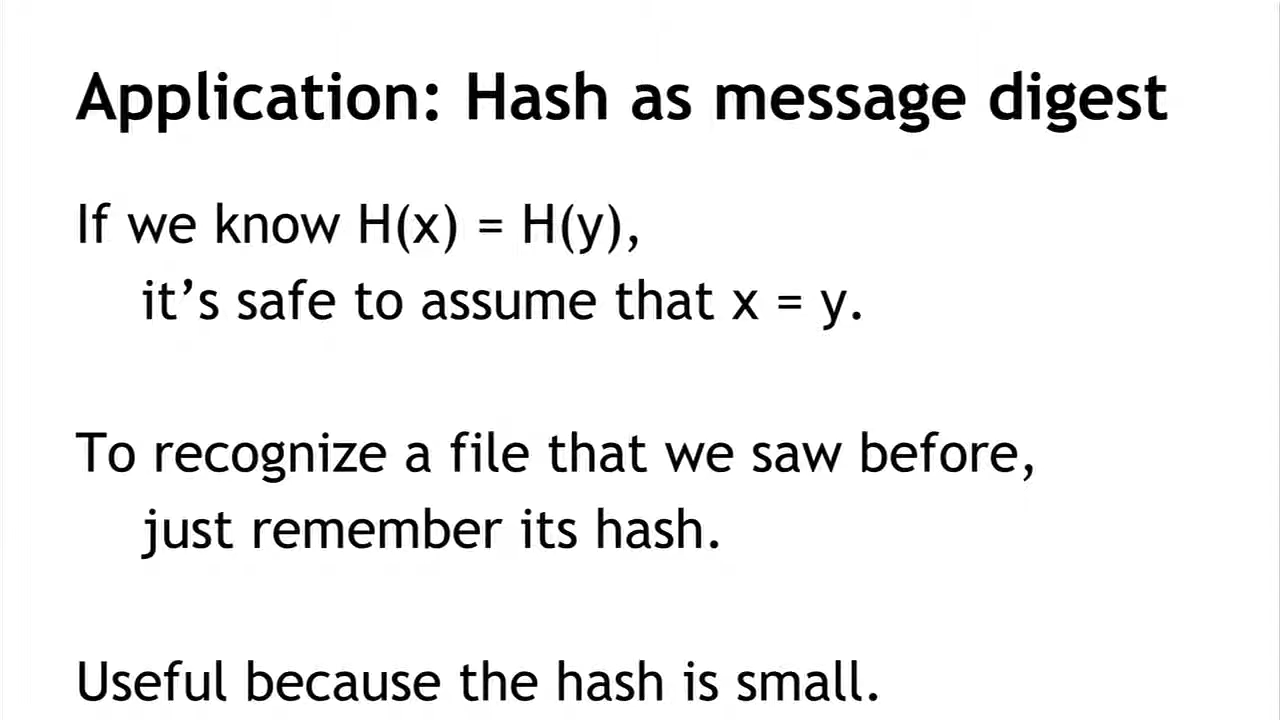 Application: Hash as message digest
If we know H(x) = H(y),
it’s safe to assume that x = y.
To recognize a file that we saw before,
just remember its hash.
Useful because the hash is small.